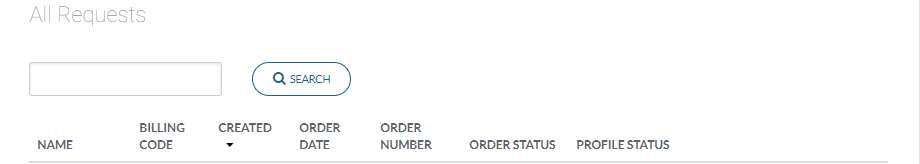 All Requests
SEARCH
NAME
BILLING
CODE
CREATED
ORDER
DATE
ORDER
NUMBER
ORDER STATUS
PROFILE STATUS